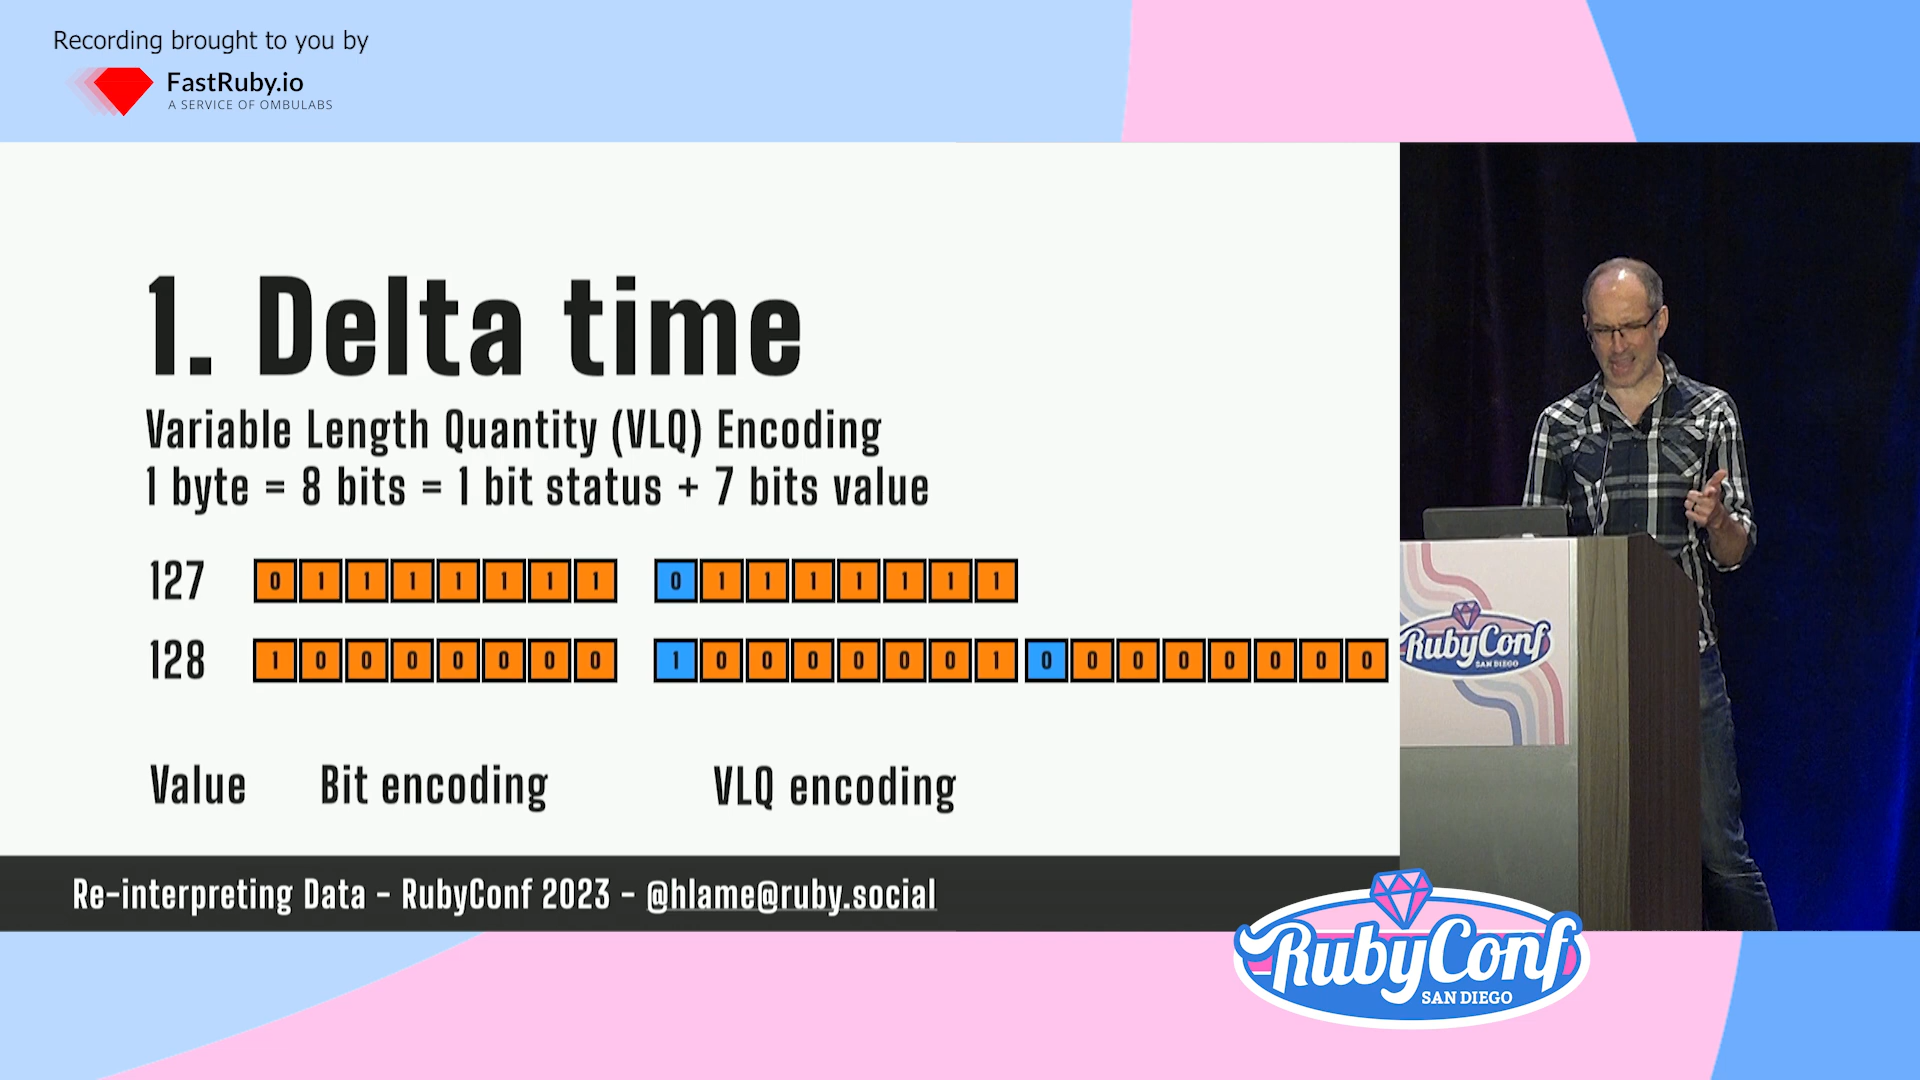 Recording brought to you by
FastRuby.io
A SERVICE OF OMBULABS
1. Delta time
Variable Length Quantity (VLQ) Encoding
1 byte = 8 bits = 1 bit status + 7 bits value
127 0 1 1 1 1 1 1 1 0 1 1 1 1 1 1 1
128 1 0 0 0 0 0 0 0 1 0 0 0 0 0 0 1 0 0 0 0 0 0 0 0
Value Bit encoding VLQ encoding
Re-interpreting Data - RubyConf 2023 - @hlame@ruby.social
RubyConf
SAN DIEGO
RubyConf
SAN DIEGO